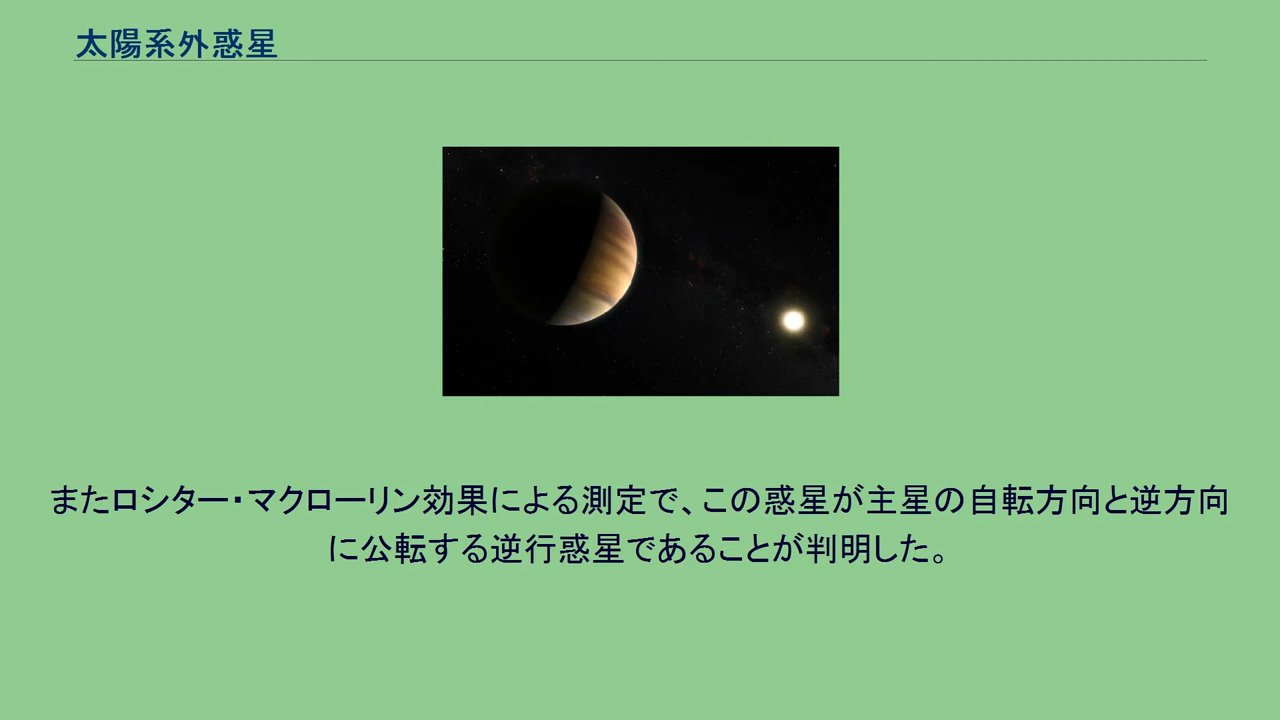 太陽系外惑星
またロシター・マクローリン効果による測定で、この惑星が主星の自転方向と逆方向
に公転する逆行惑星であることが判明した。